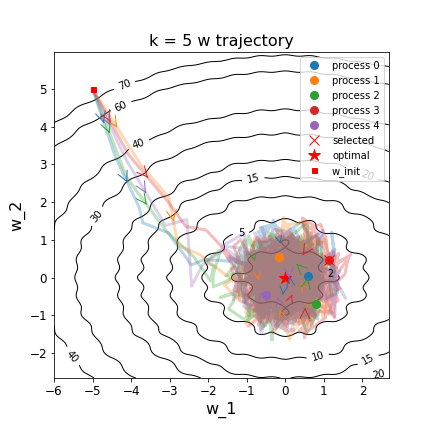 k = 5 w trajectory
process 0
process 1
process 2
process 3
process 4
selected
optimal
w_init
70
60
40
30
15
20
5
2
10
15
20
40
w_2
5
4
3
2
1
0
−1
−2
−6
−5
−4
−3
−2
−1
0
1
2
w_1